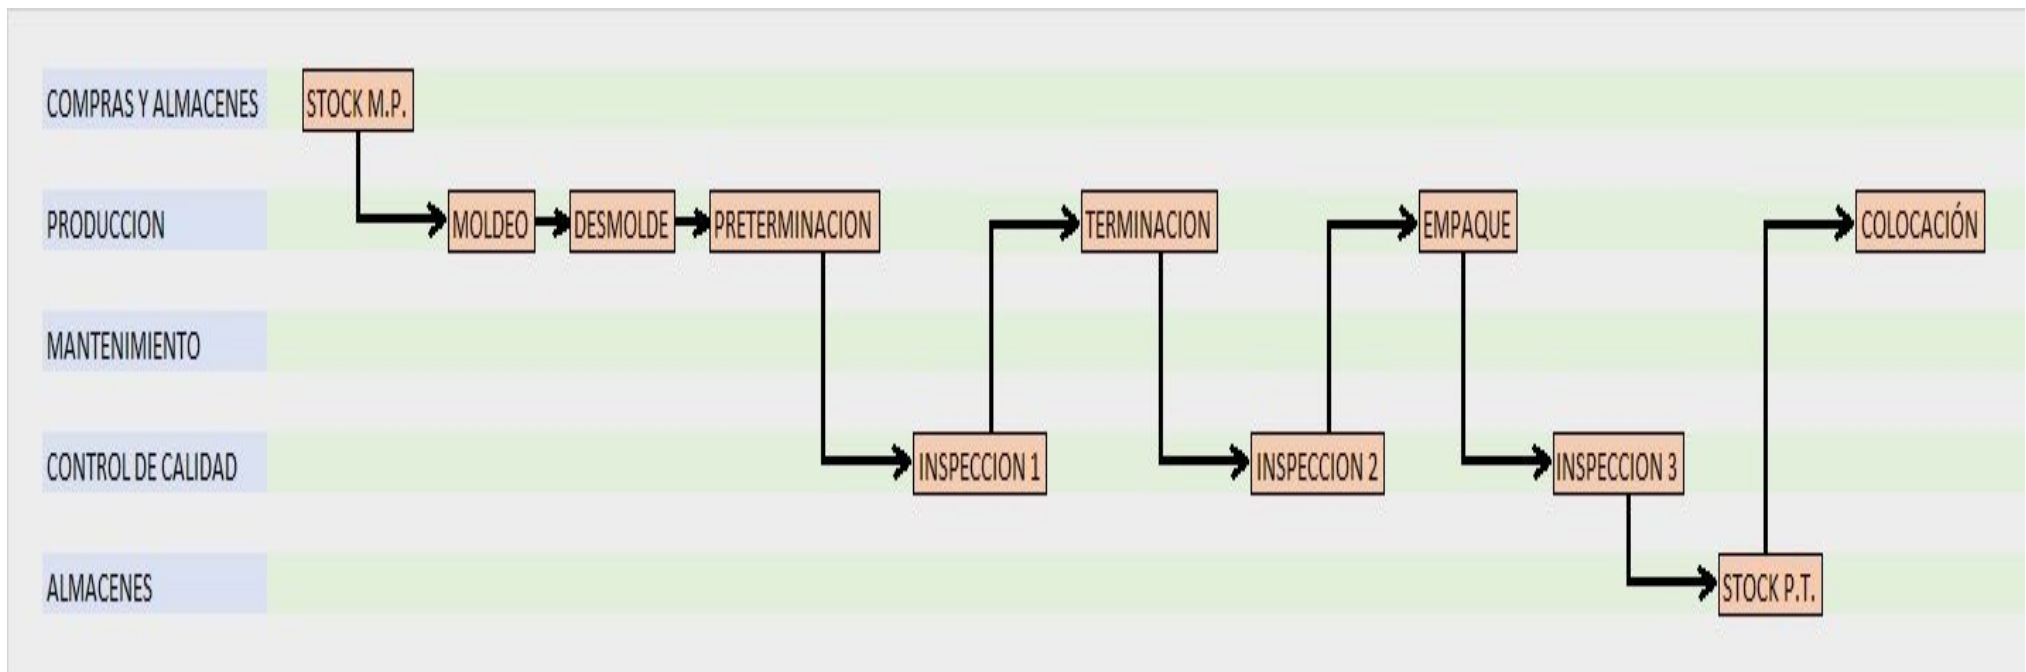 COMPRAS Y ALMACENES
STOCK M.P.
PRODUCCION
MOLDEO
DESMOLDE
PRETERMINACION
TERMINACION
EMPAQUE
COLOCACIÓN
MANTENIMIENTO
CONTROL DE CALIDAD
INSPECCION 1
INSPECCION 2
INSPECCION 3
ALMACENES
STOCK P.T.